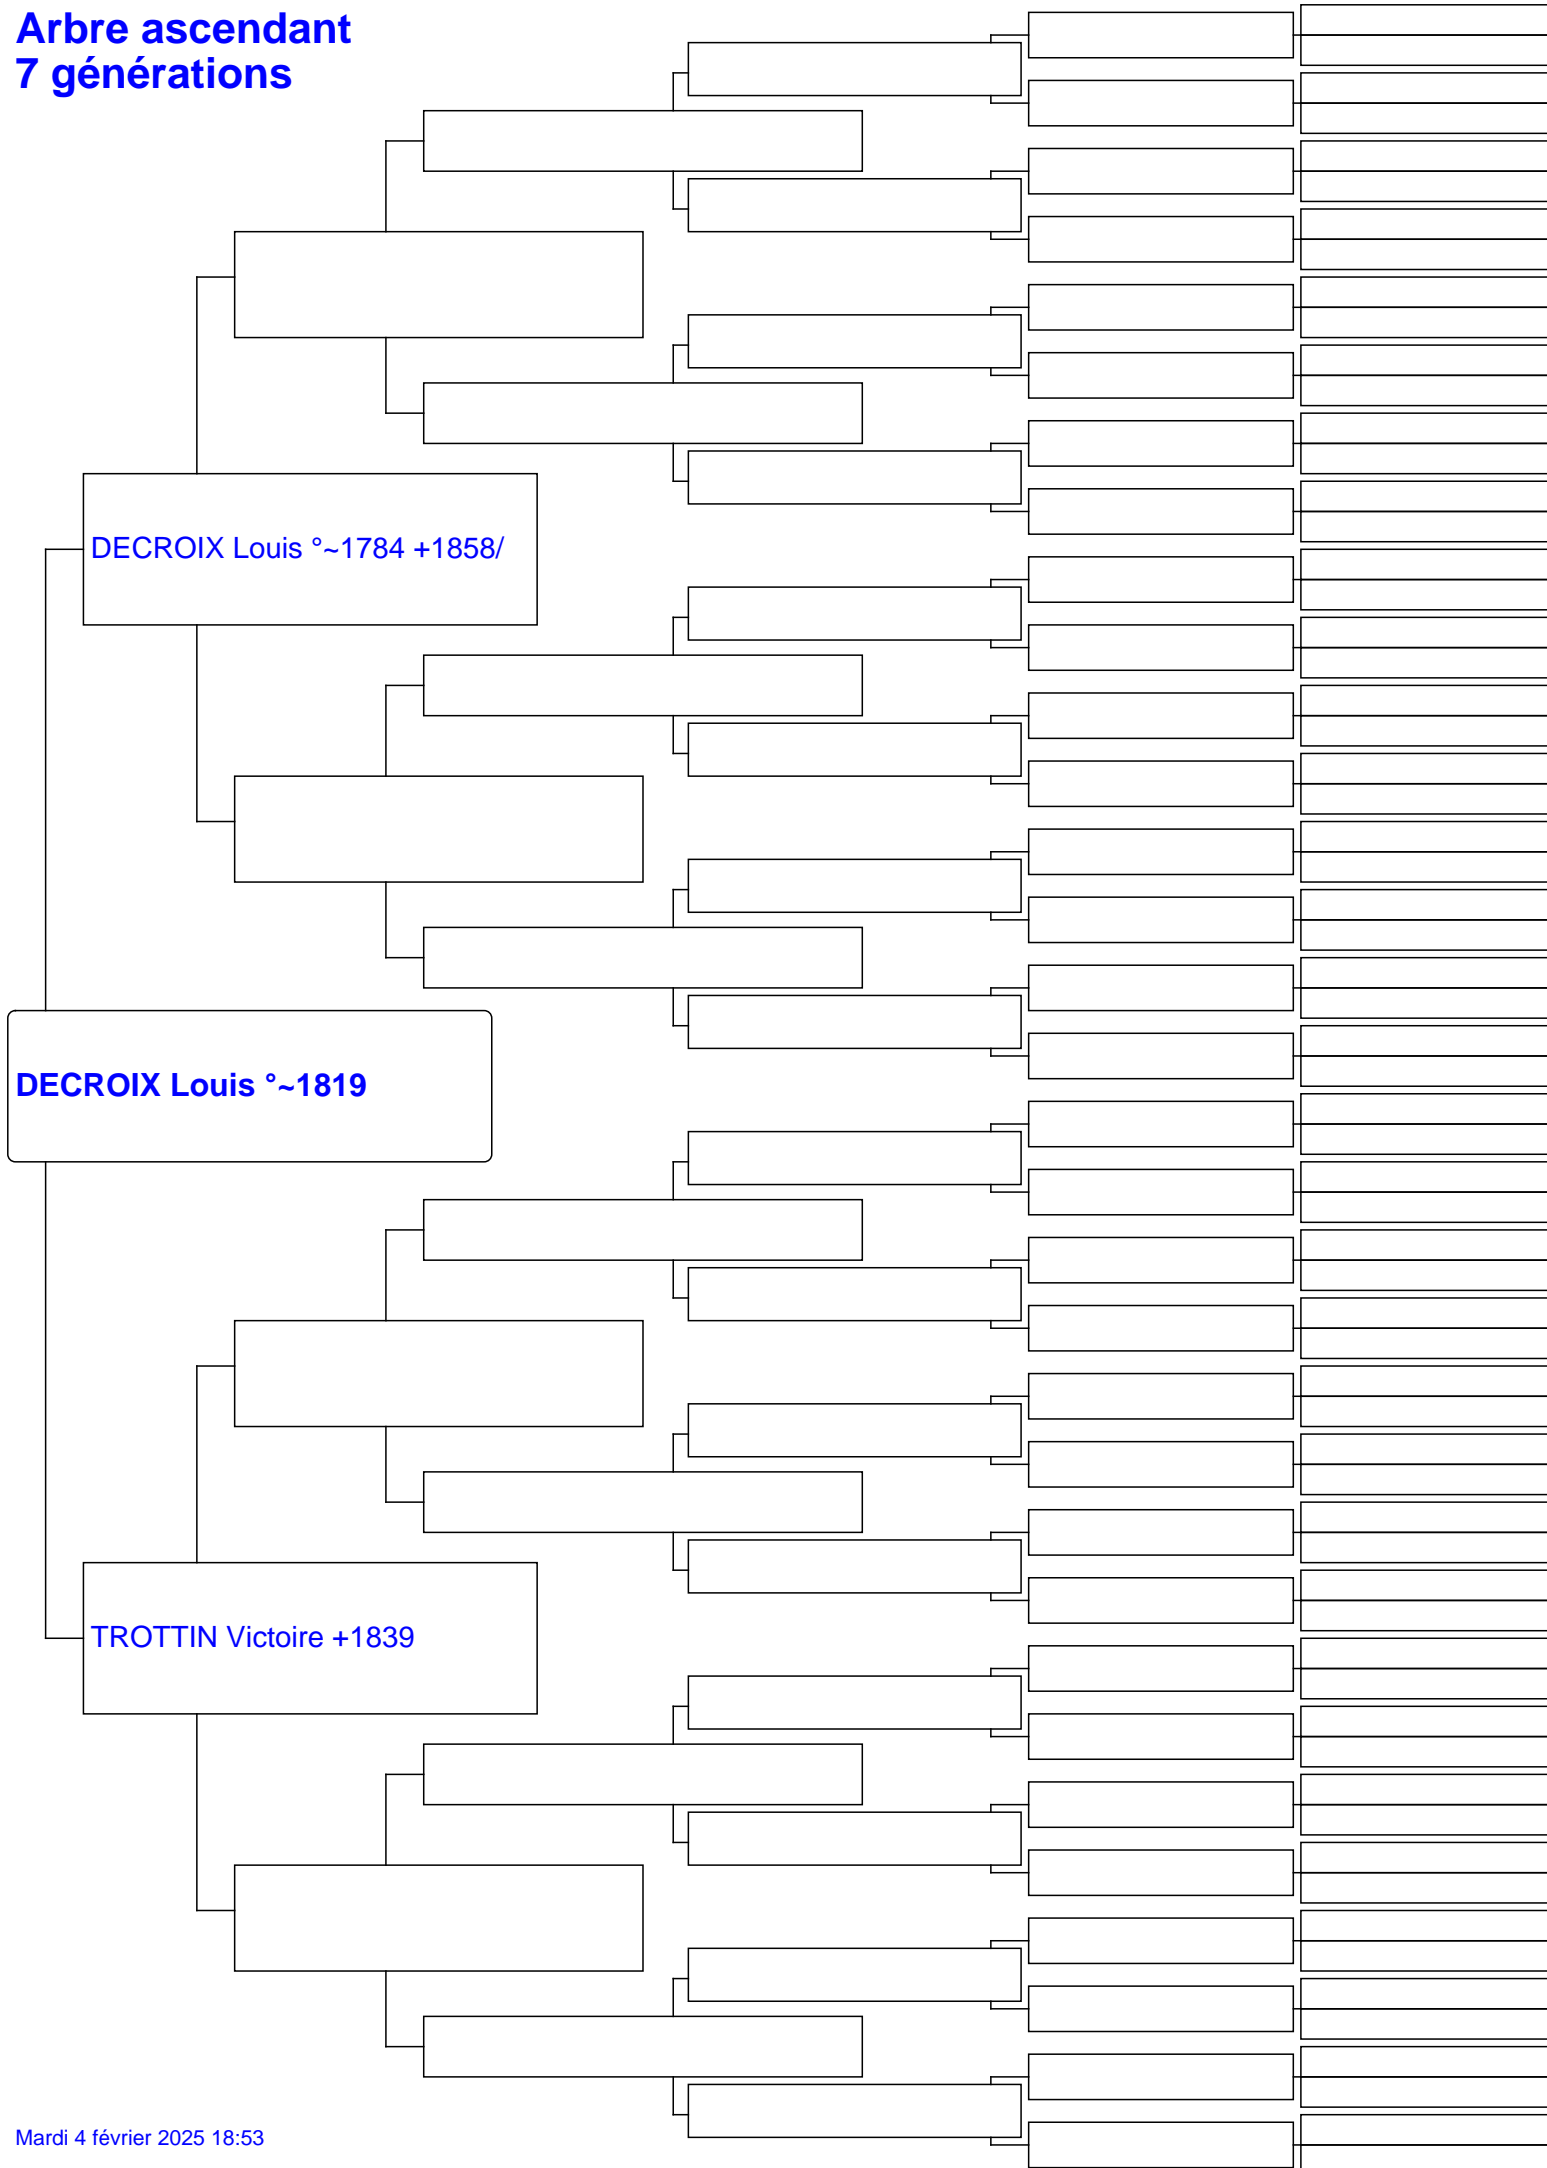 Arbre ascendant
7 générations
DECROIX Louis °~1784 +1858/
DECROIX Louis °~1819
TROTTIN Victoire +1839
Mardi 4 février 2025 18:53